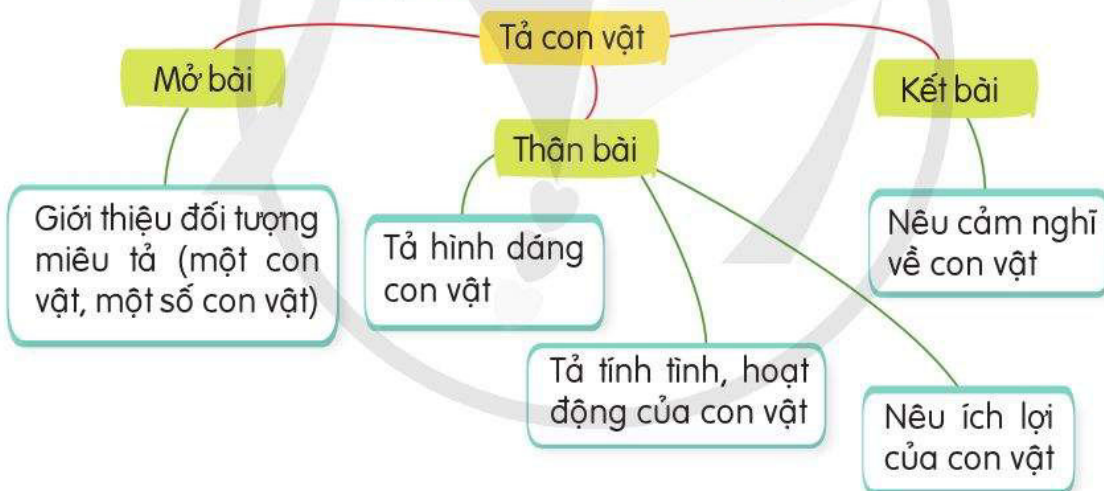 Tả con vật
Mở bài
Giới thiệu đối tượng
miêu tả (một con
vật, một số con vật)
Thân bài
Tả hình dáng
con vật
Tả tính tình, hoạt
động của con vật
Nêu ích lợi
của con vật
Kết bài
Nêu cảm nghĩ
về con vật